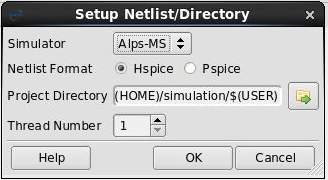 Setup Netlist/Directory
Simulator Alps-MS
Netlist Format Hspice Pspice
Project Directory (HOME)/simulation/$(USER)
Thread Number 1
Help OK Cancel